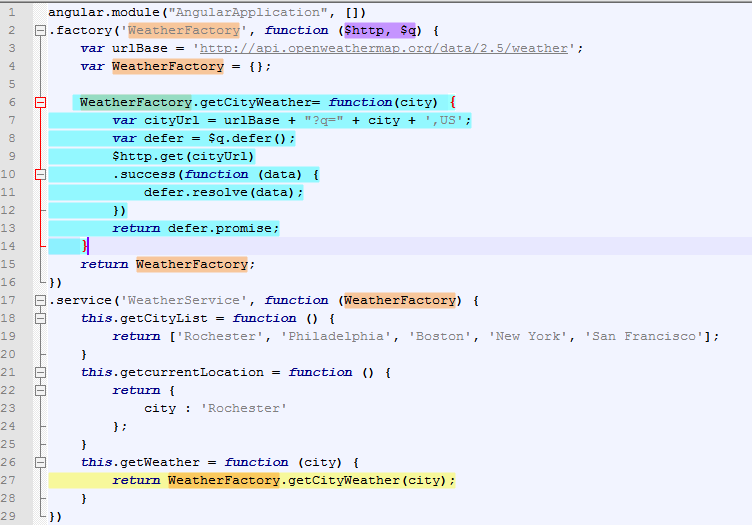 1 angular.module("AngularApplication", [])
2 .factory('WeatherFactory', function ($http, $q) {
3 var urlBase = 'http://api.openweathermap.org/data/2.5/weather';
4 var WeatherFactory = {};
5
6 WeatherFactory.getCityWeather= function(city) {
7 var cityUrl = urlBase + "?q=" + city + ',US';
8 var defer = $q.defer();
9 $http.get(cityUrl)
10 .success(function (data) {
11 defer.resolve(data);
12 })
13 return defer.promise;
14 }
15 return WeatherFactory;
16 })
17 .service('WeatherService', function (WeatherFactory) {
18 this.getCityList = function () {
19 return ['Rochester', 'Philadelphia', 'Boston', 'New York', 'San Francisco'];
20 }
21 this.getcurrentLocation = function () {
22 return {
23 city : 'Rochester'
24 };
25 }
26 this.getWeather = function (city) {
27 return WeatherFactory.getCityWeather(city);
28 }
29 })